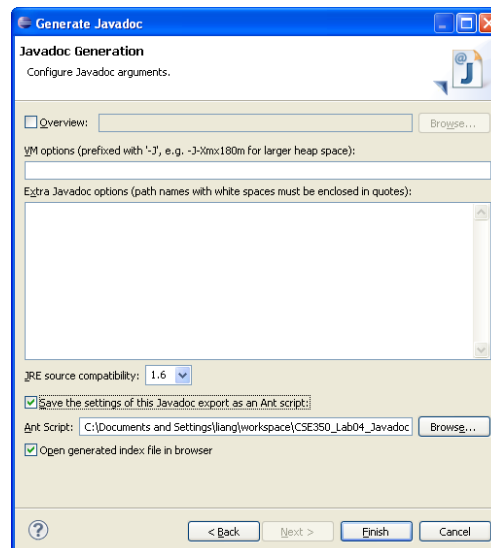 Generate Javadoc
Javadoc Generation
Configure Javadoc arguments.
@J
Overview:
Browse...
VM options (prefixed with '-J', e.g. -J-Xmx180m for larger heap space):
Extra Javadoc options (path names with white spaces must be enclosed in quotes):
JRE source compatibility: 1.6
Save the settings of this Javadoc export as an Ant script:
Ant Script: C:\Documents and Settings\liang\workspace\CSE350_Lab04_Javadoc Browse...
Open generated index file in browser
? < Back Next > Finish Cancel